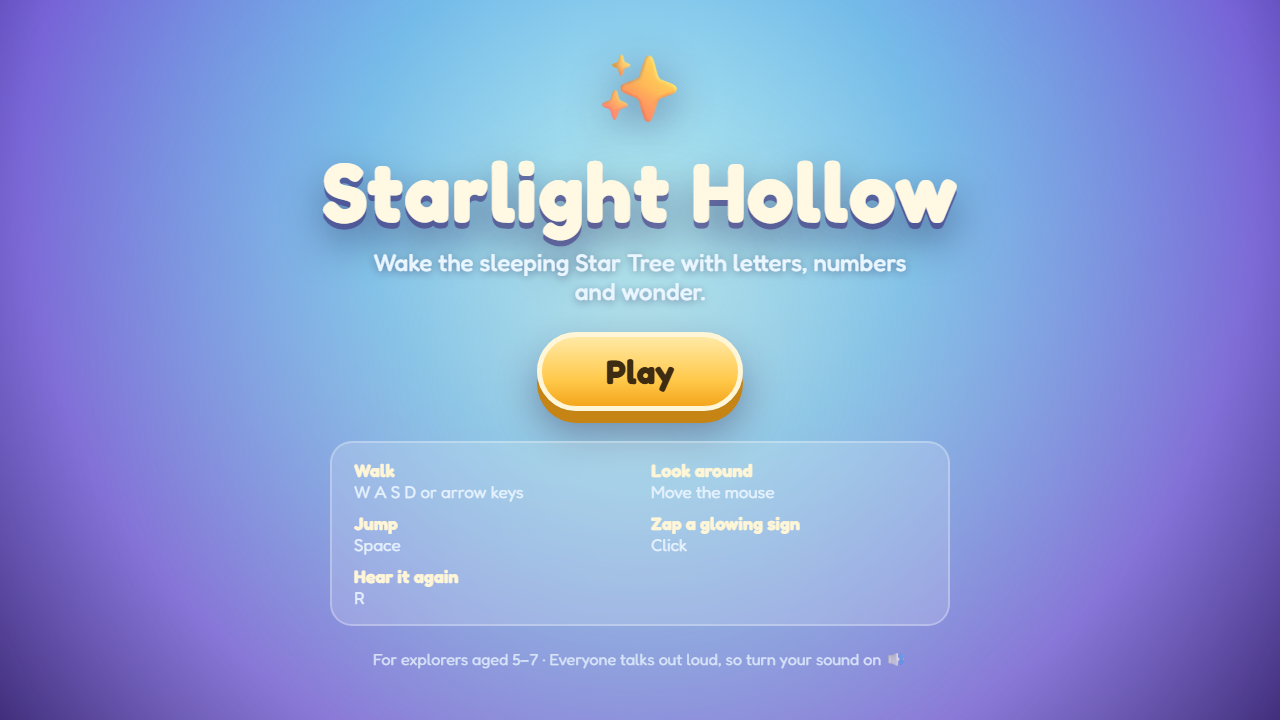 Starlight Hollow
Wake the sleeping Star Tree with letters, numbers
and wonder.
Play
Walk
W A S D or arrow keys
Look around
Move the mouse
Jump
Space
Zap a glowing sign
Click
Hear it again
R
For explorers aged 5–7 · Everyone talks out loud, so turn your sound on 🔊